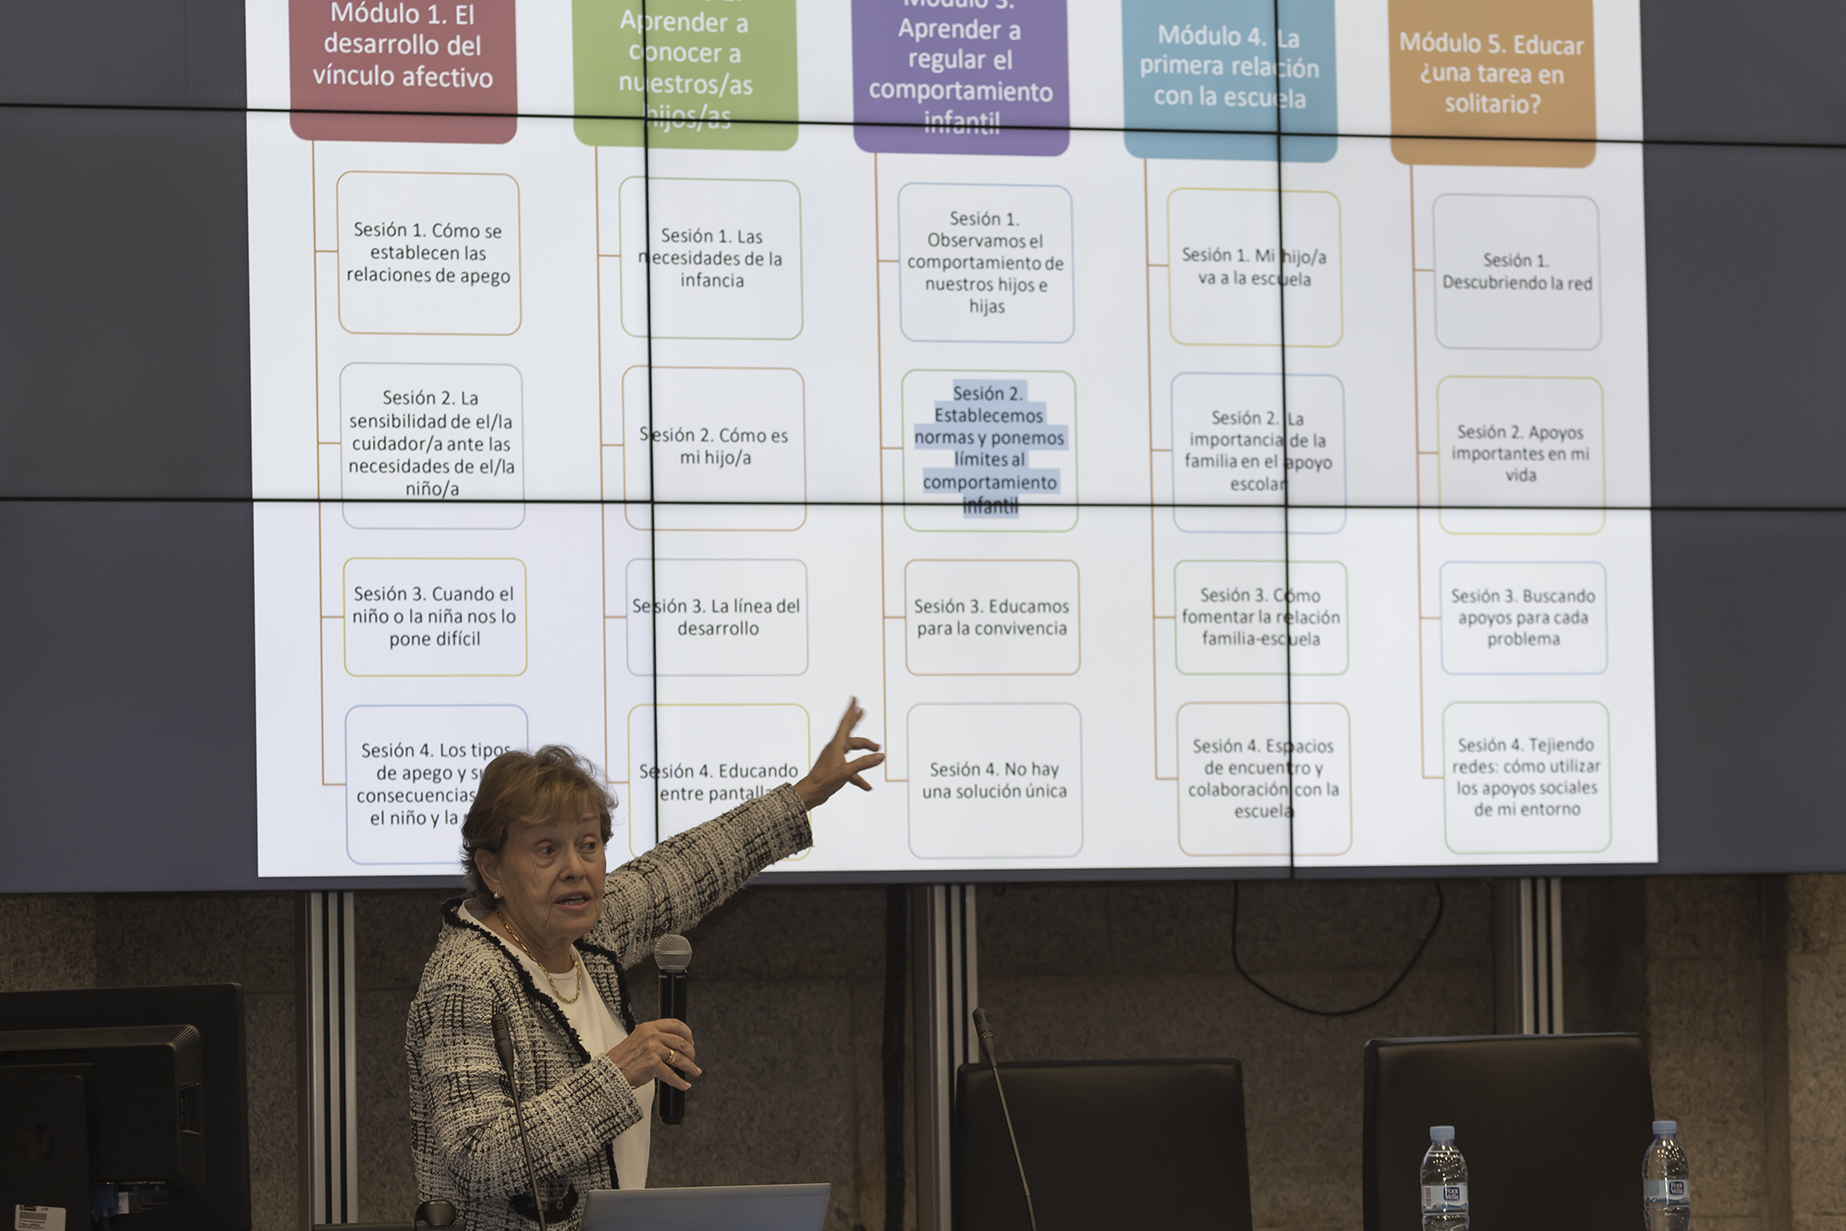 Módulo 1. El
desarrollo del
vínculo afectivo
Sesión 1. Cómo se
establecen las
relaciones de apego
Sesión 2. La
sensibilidad de el/la
cuidador/a ante las
necesidades de el/la
niño/a
Sesión 3. Cuando el
niño o la niña nos lo
pone difícil
Sesión 4. Los tipos
de apego y
consecuencias
el niño y la
Aprender a
conocer a
nuestros/as
hijos/as
Sesión 1. Las
necesidades de la
infancia
Sesión 2. Cómo es
mi hijo/a
Sesión 3. La línea del
desarrollo
Sesión 4. Educando
entre
Módulo 3.
Aprender a
regular el
comportamiento
infantil
Sesión 1.
Observamos el
comportamiento de
nuestros hijos e
hijas
Sesión 2.
Establecemos
normas y ponemos
límites al
comportamiento
infantil
Sesión 3. Educamos
para la convivencia
Sesión 4. No hay
una solución única
Módulo 4. La
primera relación
con la escuela
Sesión 1. Mi hijo/a
va a la escuela
Sesión 2. La
importancia de la
familia en el apoyo
escolar
Sesión 3. Cómo
fomentar la relación
familia-escuela
Sesión 4. Espacios
de encuentro y
colaboración con la
escuela
Módulo 5. Educar
¿una tarea en
solitario?
Sesión 1.
Descubriendo la red
Sesión 2. Apoyos
importantes en mi
vida
Sesión 3. Buscando
apoyos para cada
problema
Sesión 4. Tejiendo
redes: cómo utilizar
los apoyos sociales
de mi entorno
Font
Vella
Font
Vella